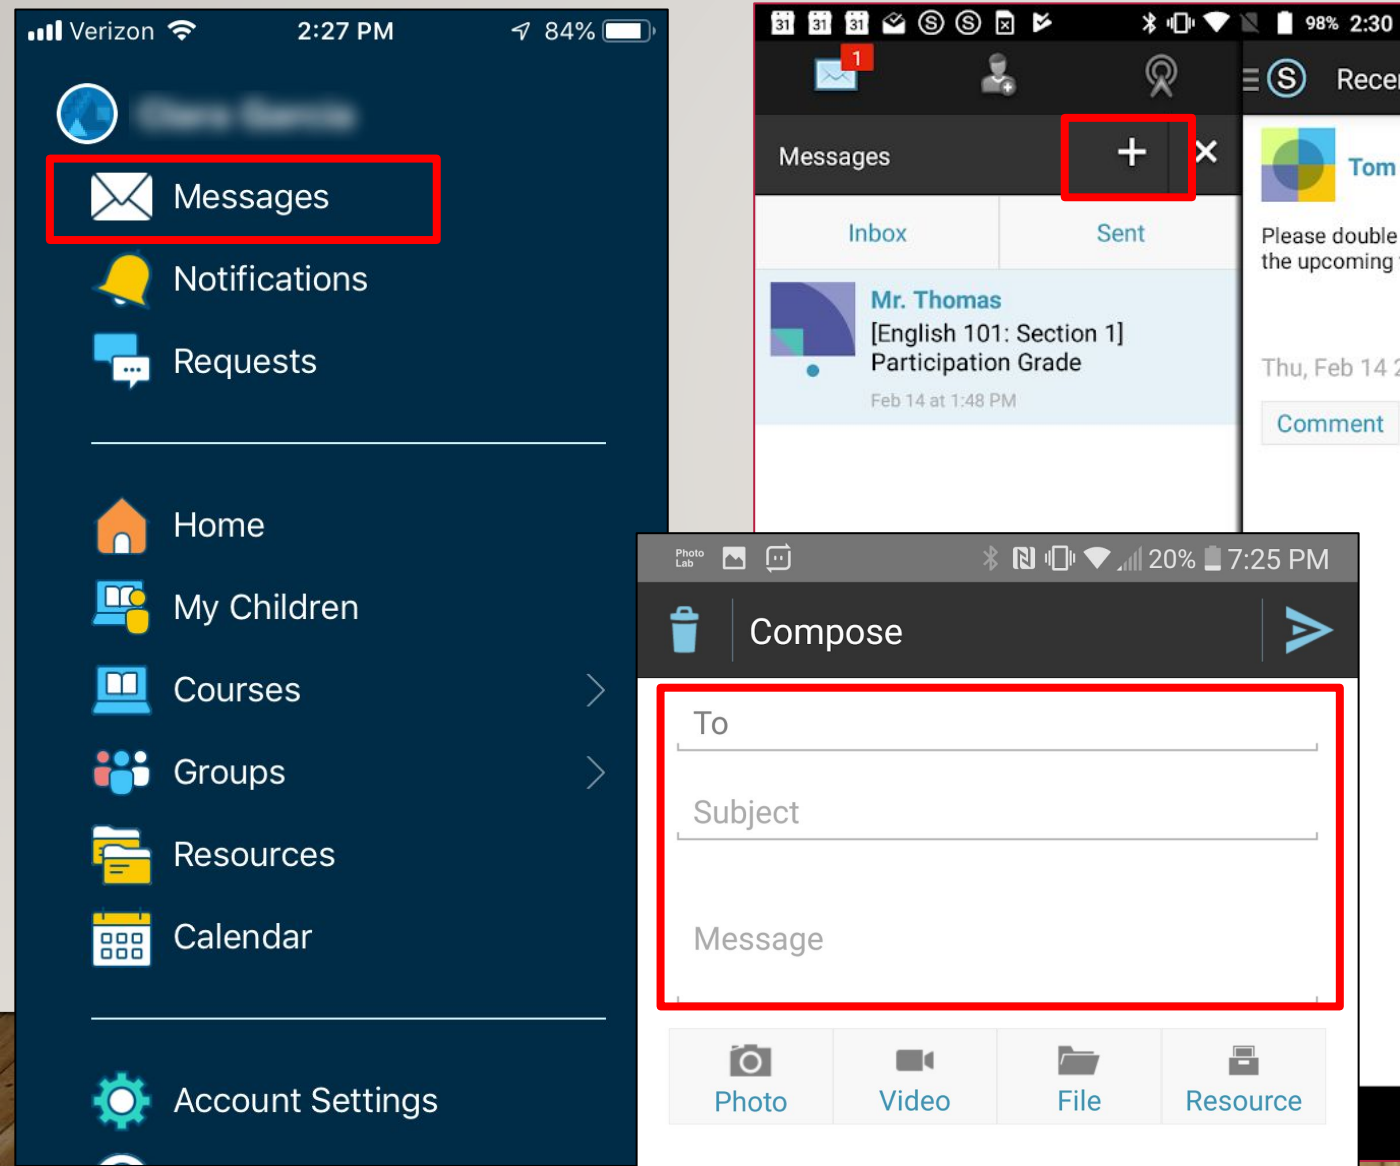 Verizon 2:27 PM 84%
Messages
Notifications
Requests
Home
My Children
Courses
Groups
Resources
Calendar
Account Settings
31 31 31 S S 98% 2:30
1
S
Messages + ×
Inbox Sent
Mr. Thomas
[English 101: Section 1]
Participation Grade
Feb 14 at 1:48 PM
Tom
Please double
the upcoming
Thu, Feb 14
Comment
Photo Lab N 20% 7:25 PM
Compose
To
Subject
Message
Photo Video File Resource